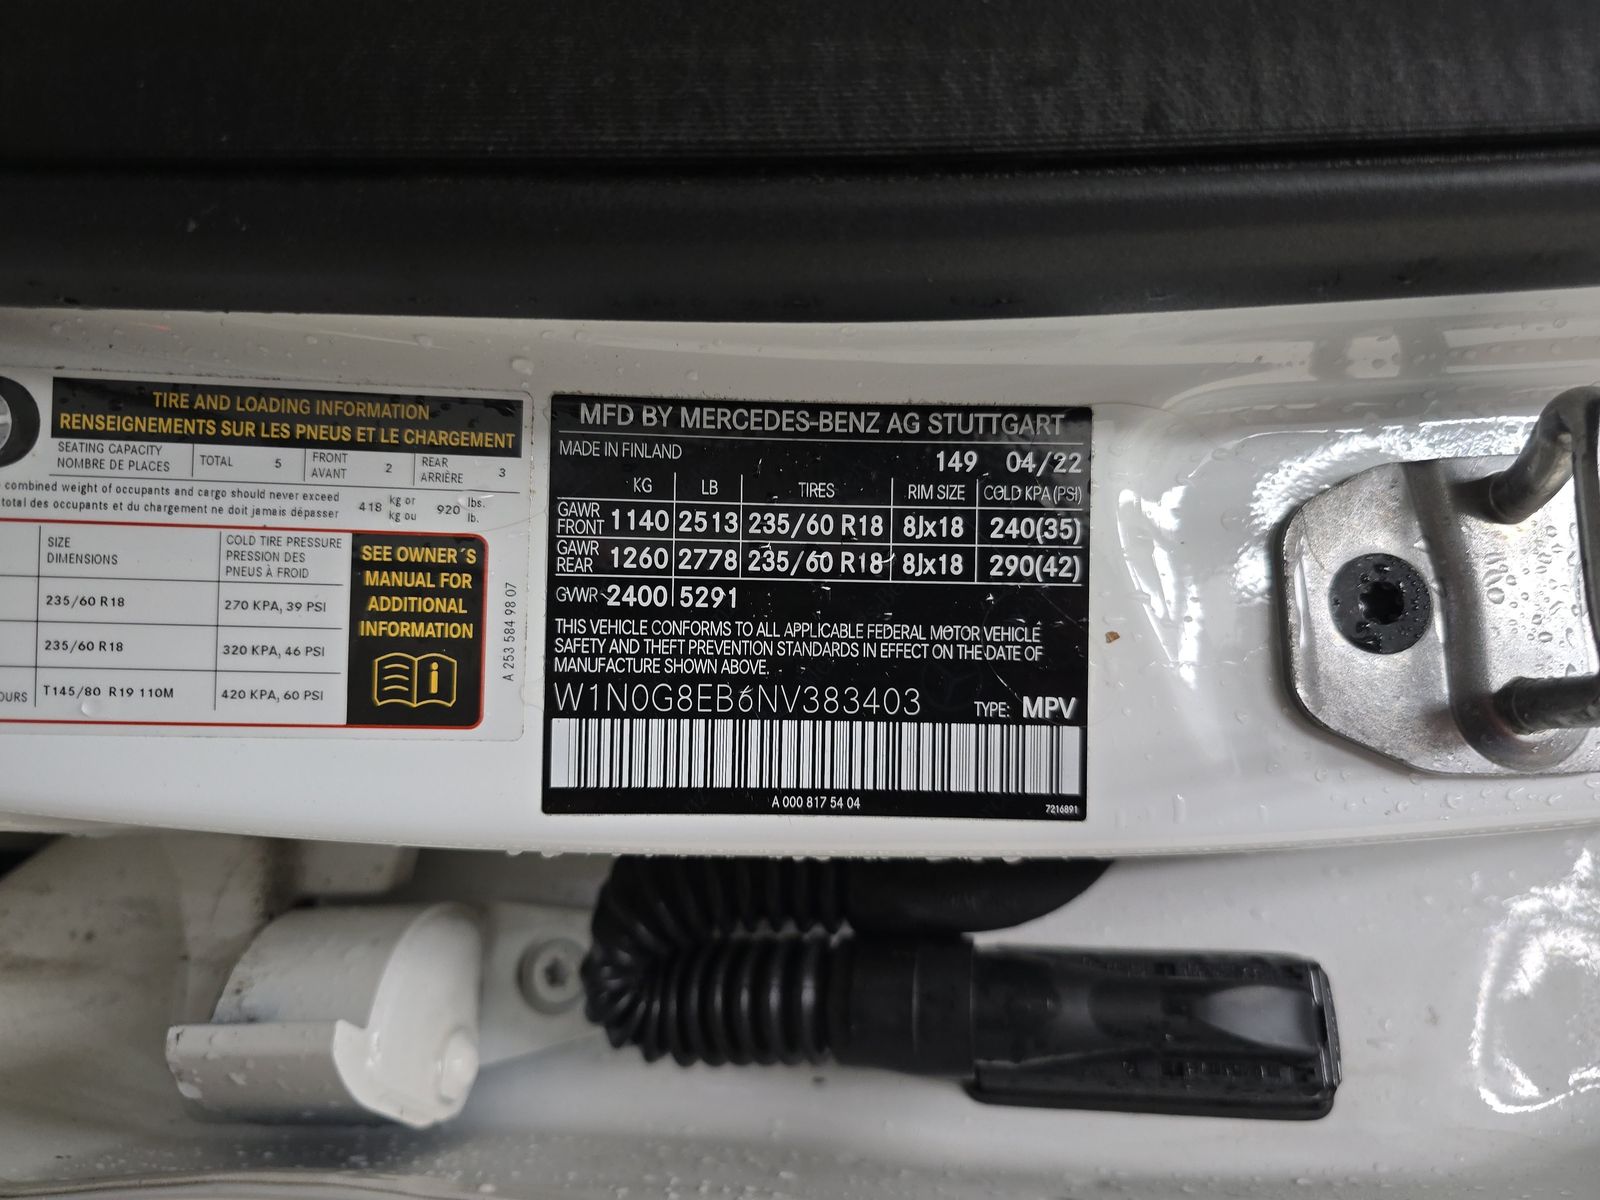 TIRE AND LOADING INFORMATION
RENSEIGNEMENTS SUR LES PNEUS ET LE CHARGEMENT
SEATING CAPACITY
NOMBRE DE PLACES
TOTAL 5
FRONT
AVANT
2
REAR
ARRIÈRE
3
combined weight of occupants and cargo should never exceed
total des occupants et du chargement ne doit jamais dépasser
418
kg or
kg ou
920
lbs.
lb.
SIZE
DIMENSIONS
COLD TIRE PRESSURE
PRESSION DES
PNEUS À FROID
235/60 R18 270 KPA, 39 PSI
235/60 R18 320 KPA, 46 PSI
OURS T145/80 R19 110M 420 KPA, 60 PSI
SEE OWNER´S
MANUAL FOR
ADDITIONAL
INFORMATION
A 253 584 98 07
MFD BY MERCEDES-BENZ AG STUTTGART
MADE IN FINLAND
149 04/22
KG LB TIRES RIM SIZE COLD KPA(PSI)
GAWR
FRONT
1140 2513 235/60 R18 8Jx18 240(35)
GAWR
REAR
1260 2778 235/60 R18 8Jx18 290(42)
GVWR 2400 5291
THIS VEHICLE CONFORMS TO ALL APPLICABLE FEDERAL MOTOR VEHICLE
SAFETY AND THEFT PREVENTION STANDARDS IN EFFECT ON THE DATE OF
MANUFACTURE SHOWN ABOVE.
W1N0G8EB6NV383403 TYPE: MPV
A 000 817 54 04
7216891